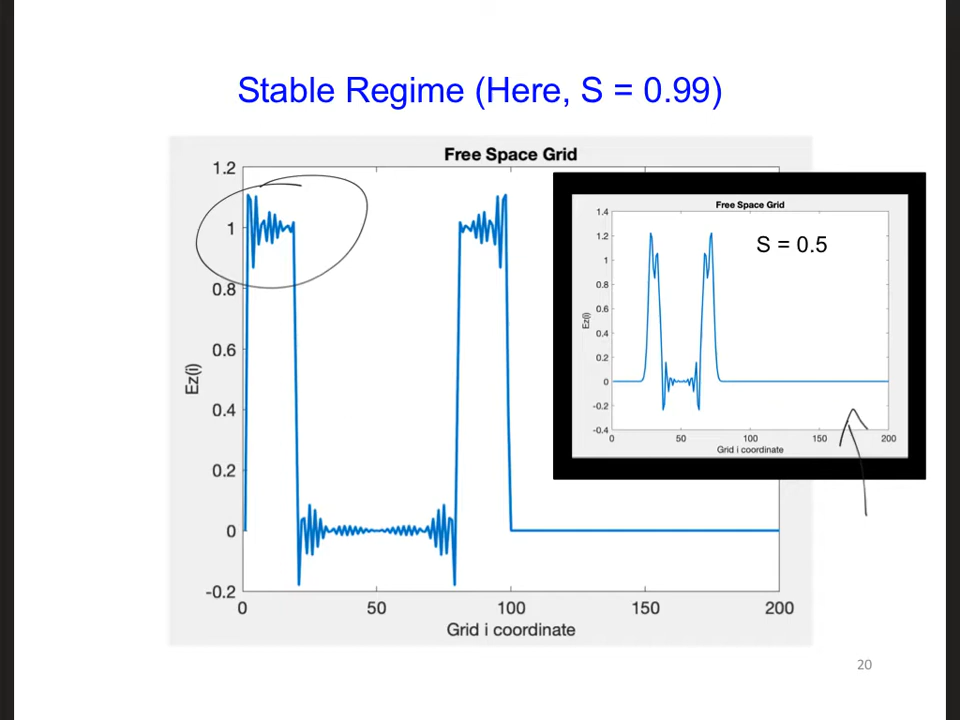 Stable Regime (Here, S = 0.99)
Free Space Grid
1.2
1
0.8
0.6
0.4
0.2
0
-0.2
Ez(i)
0 50 100 150 200
Grid i coordinate
Free Space Grid
S = 0.5
1.4
1.2
1
0.8
0.6
0.4
0.2
0
-0.2
-0.4
Ez(i)
0 50 100 150 200
Grid i coordinate
20